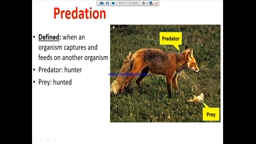 Predation
• Defined: when an
organism captures and
feeds on another organism
• Predator: hunter
• Prey: hunted
Predator
Prey